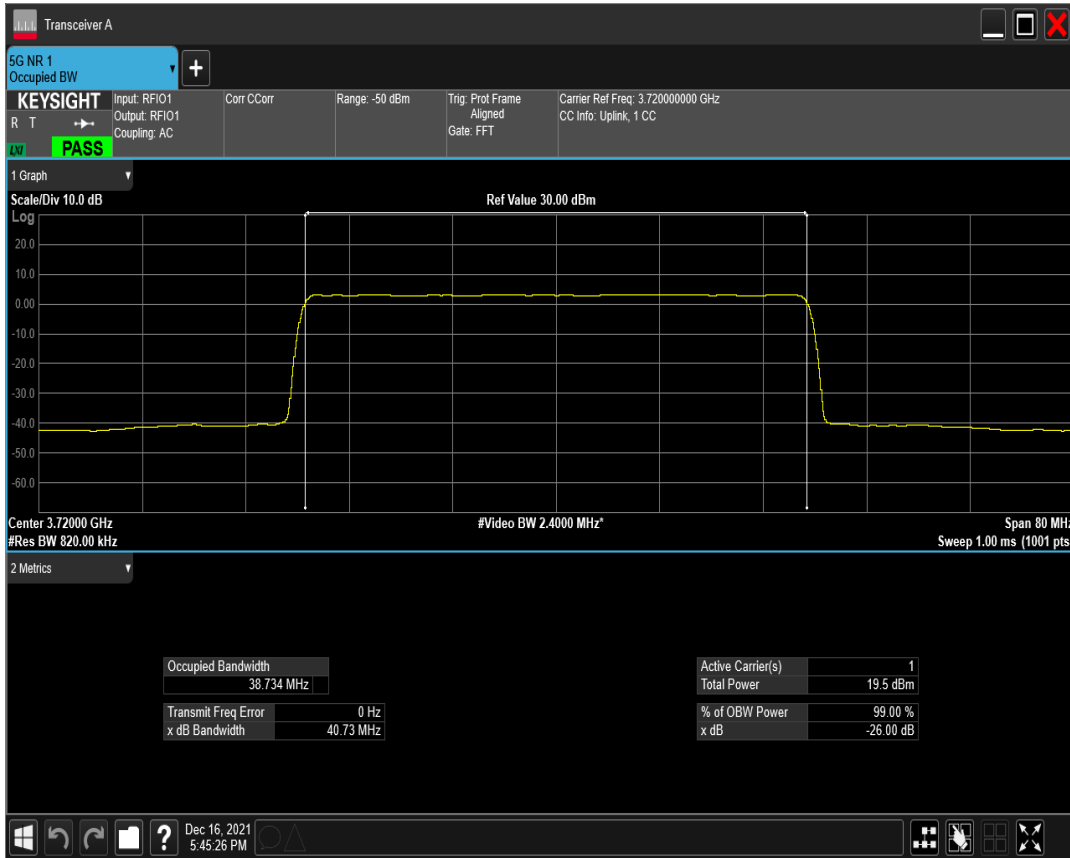 Transceiver A
5G NR 1
Occupied BW
KEYSIGHT
R T
LXI
PASS
Input: RFIO1
Output: RFIO1
Coupling: AC
Corr CCorr
Range: -50 dBm
Trig: Prot Frame
Aligned
Gate: FFT
Carrier Ref Freq: 3.720000000 GHz
CC Info: Uplink, 1 CC
1 Graph
Scale/Div 10.0 dB
Ref Value 30.00 dBm
Log
20.0
10.0
0.00
-10.0
-20.0
-30.0
-40.0
-50.0
-60.0
Center 3.72000 GHz
#Video BW 2.4000 MHz*
Span 80 MHz
#Res BW 820.00 kHz
Sweep 1.00 ms (1001 pts
2 Metrics
Occupied Bandwidth
38.734 MHz
Transmit Freq Error 0 Hz
x dB Bandwidth 40.73 MHz
Active Carrier(s) 1
Total Power 19.5 dBm
% of OBW Power 99.00 %
x dB -26.00 dB
?
Dec 16, 2021
5:45:26 PM